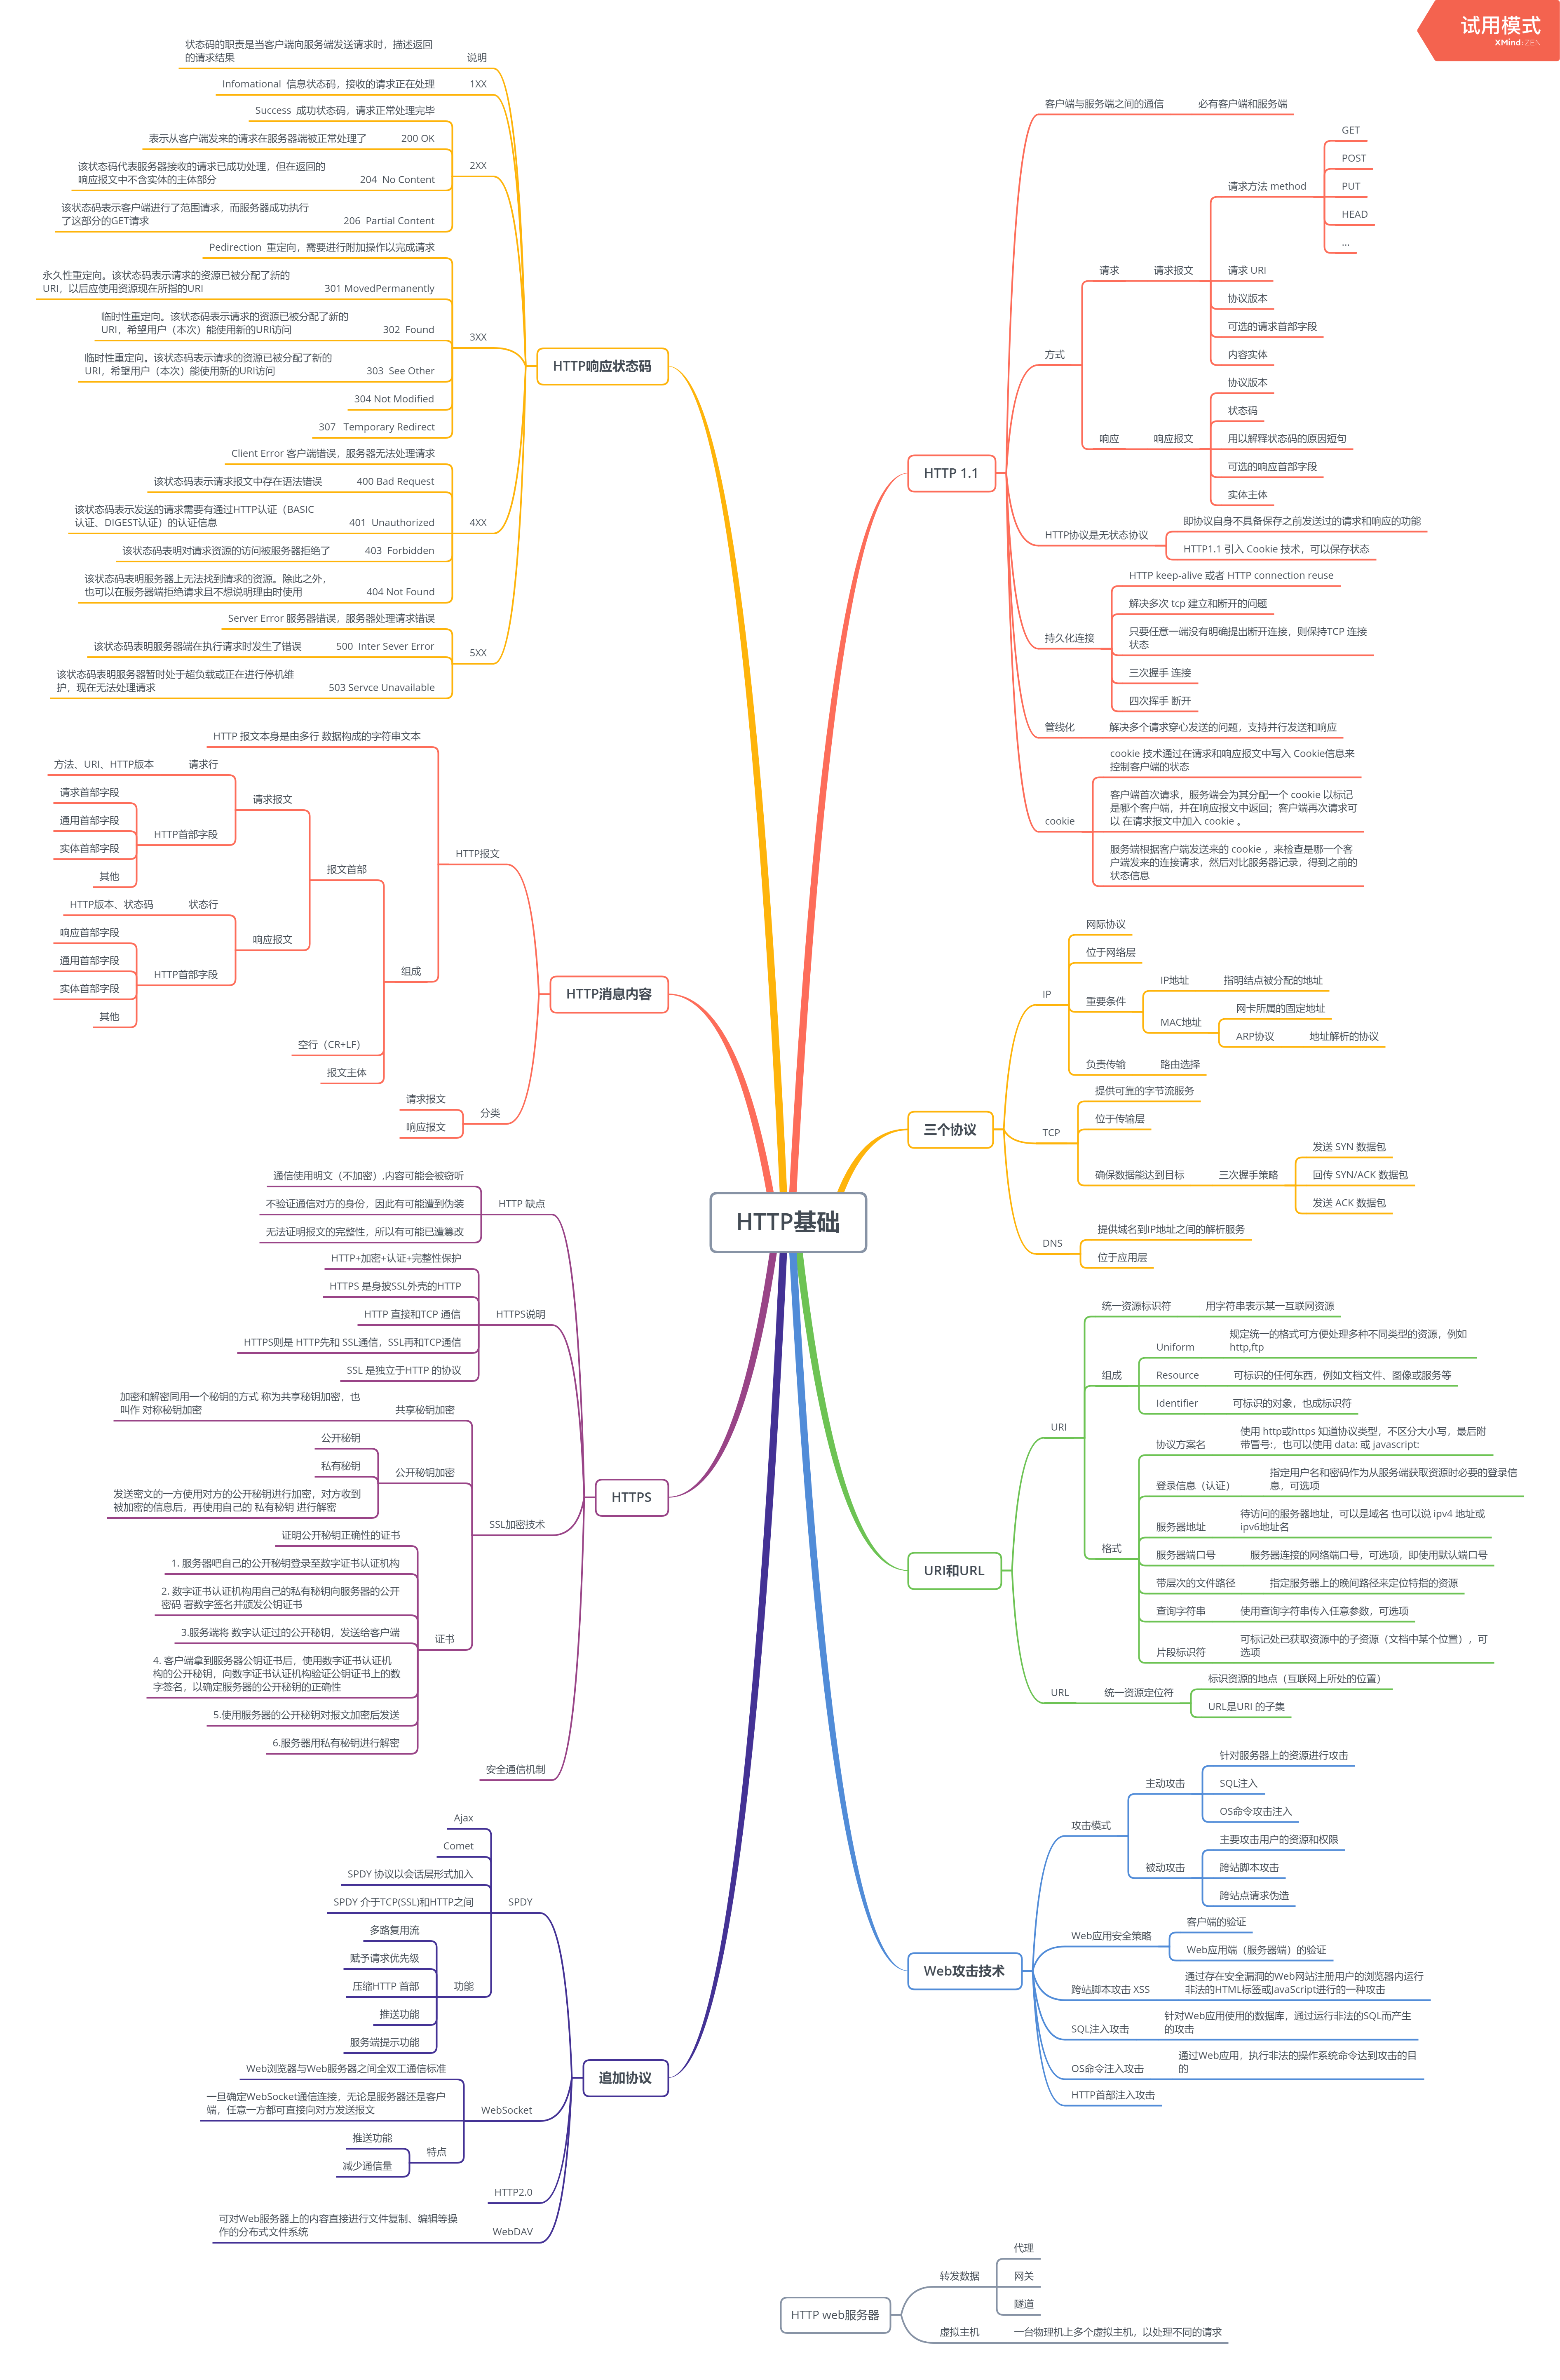 试用模式
XMind:ZEN
HTTP基础
HTTP 1.1
客户端与服务端之间的通信
必有客户端和服务端
方式
请求
请求报文
请求方法 method
GET
POST
PUT
HEAD
...
请求 URI
协议版本
可选的请求首部字段
内容实体
响应
响应报文
协议版本
状态码
用以解释状态码的原因短句
可选的响应首部字段
实体主体
HTTP协议是无状态协议
即协议自身不具备保存之前发送过的请求和响应的功能
HTTP1.1 引入 Cookie 技术，可以保存状态
持久化连接
HTTP keep-alive 或者 HTTP connection reuse
解决多次 tcp 建立和断开的问题
只要任意一端没有明确提出断开连接，则保持TCP 连接
状态
三次握手 连接
四次挥手 断开
管线化
解决多个请求穿心发送的问题，支持并行发送和响应
cookie
cookie 技术通过在请求和响应报文中写入 Cookie信息来
控制客户端的状态
客户端首次请求，服务端会为其分配一个 cookie 以标记
是哪个客户端，并在响应报文中返回；客户端再次请求可
以 在请求报文中加入 cookie 。
服务端根据客户端发送来的 cookie ，来检查是哪一个客
户端发来的连接请求，然后对比服务器记录，得到之前的
状态信息
三个协议
IP
网际协议
位于网络层
重要条件
IP地址
指明结点被分配的地址
MAC地址
网卡所属的固定地址
ARP协议
地址解析的协议
负责传输
路由选择
TCP
提供可靠的字节流服务
位于传输层
确保数据能达到目标
三次握手策略
发送 SYN 数据包
回传 SYN/ACK 数据包
发送 ACK 数据包
DNS
提供域名到IP地址之间的解析服务
位于应用层
URI和URL
URI
统一资源标识符
用字符串表示某一互联网资源
组成
Uniform
规定统一的格式可方便处理多种不同类型的资源，例如
http,ftp
Resource
可标识的任何东西，例如文档文件、图像或服务等
Identifier
可标识的对象，也成标识符
格式
协议方案名
使用 http或https 知道协议类型，不区分大小写，最后附
带冒号:，也可以使用 data: 或 javascript:
登录信息（认证）
指定用户名和密码作为从服务端获取资源时必要的登录信
息，可选项
服务器地址
待访问的服务器地址，可以是域名 也可以说 ipv4 地址或
ipv6地址名
服务器端口号
服务器连接的网络端口号，可选项，即使用默认端口号
带层次的文件路径
指定服务器上的晚间路径来定位特指的资源
查询字符串
使用查询字符串传入任意参数，可选项
片段标识符
可标记处已获取资源中的子资源（文档中某个位置），可
选项
URL
统一资源定位符
标识资源的地点（互联网上所处的位置）
URL是URI 的子集
Web攻击技术
攻击模式
主动攻击
针对服务器上的资源进行攻击
SQL注入
OS命令攻击注入
被动攻击
主要攻击用户的资源和权限
跨站脚本攻击
跨站点请求伪造
Web应用安全策略
客户端的验证
Web应用端（服务器端）的验证
跨站脚本攻击 XSS
通过存在安全漏洞的Web网站注册用户的浏览器内运行
非法的HTML标签或JavaScript进行的一种攻击
SQL注入攻击
针对Web应用使用的数据库，通过运行非法的SQL而产生
的攻击
OS命令注入攻击
通过Web应用，执行非法的操作系统命令达到攻击的目
的
HTTP首部注入攻击
HTTP响应状态码
说明
状态码的职责是当客户端向服务端发送请求时，描述返回
的请求结果
1XX
Infomational 信息状态码，接收的请求正在处理
2XX
Success 成功状态码，请求正常处理完毕
200 OK
表示从客户端发来的请求在服务器端被正常处理了
204 No Content
该状态码代表服务器接收的请求已成功处理，但在返回的
响应报文中不含实体的主体部分
206 Partial Content
该状态码表示客户端进行了范围请求，而服务器成功执行
了这部分的GET请求
3XX
Pedirection 重定向，需要进行附加操作以完成请求
301 MovedPermanently
永久性重定向。该状态码表示请求的资源已被分配了新的
URI，以后应使用资源现在所指的URI
302 Found
临时性重定向。该状态码表示请求的资源已被分配了新的
URI，希望用户（本次）能使用新的URI访问
303 See Other
临时性重定向。该状态码表示请求的资源已被分配了新的
URI，希望用户（本次）能使用新的URI访问
304 Not Modified
307 Temporary Redirect
4XX
Client Error 客户端错误，服务器无法处理请求
400 Bad Request
该状态码表示请求报文中存在语法错误
401 Unauthorized
该状态码表示发送的请求需要有通过HTTP认证（BASIC
认证、DIGEST认证）的认证信息
403 Forbidden
该状态码表明对请求资源的访问被服务器拒绝了
404 Not Found
该状态码表明服务器上无法找到请求的资源。除此之外，
也可以在服务器端拒绝请求且不想说明理由时使用
5XX
Server Error 服务器错误，服务器处理请求错误
500 Inter Sever Error
该状态码表明服务器端在执行请求时发生了错误
503 Servce Unavailable
该状态码表明服务器暂时处于超负载或正在进行停机维
护，现在无法处理请求
HTTP消息内容
HTTP报文
HTTP 报文本身是由多行 数据构成的字符串文本
组成
报文首部
请求报文
请求行
方法、URI、HTTP版本
HTTP首部字段
请求首部字段
通用首部字段
实体首部字段
其他
响应报文
状态行
HTTP版本、状态码
HTTP首部字段
响应首部字段
通用首部字段
实体首部字段
其他
空行（CR+LF）
报文主体
分类
请求报文
响应报文
HTTPS
HTTP 缺点
通信使用明文（不加密）,内容可能会被窃听
不验证通信对方的身份，因此有可能遭到伪装
无法证明报文的完整性，所以有可能已遭篡改
HTTPS说明
HTTP+加密+认证+完整性保护
HTTPS 是身披SSL外壳的HTTP
HTTP 直接和TCP 通信
HTTPS则是 HTTP先和 SSL通信，SSL再和TCP通信
SSL 是独立于HTTP 的协议
SSL加密技术
共享秘钥加密
加密和解密同用一个秘钥的方式 称为共享秘钥加密，也
叫作 对称秘钥加密
公开秘钥加密
公开秘钥
私有秘钥
发送密文的一方使用对方的公开秘钥进行加密，对方收到
被加密的信息后，再使用自己的 私有秘钥 进行解密
证书
证明公开秘钥正确性的证书
1. 服务器吧自己的公开秘钥登录至数字证书认证机构
2. 数字证书认证机构用自己的私有秘钥向服务器的公开
密码 署数字签名并颁发公钥证书
3.服务端将 数字认证过的公开秘钥，发送给客户端
4. 客户端拿到服务器公钥证书后，使用数字证书认证机
构的公开秘钥，向数字证书认证机构验证公钥证书上的数
字签名，以确定服务器的公开秘钥的正确性
5.使用服务器的公开秘钥对报文加密后发送
6.服务器用私有秘钥进行解密
安全通信机制
追加协议
SPDY
Ajax
Comet
SPDY 协议以会话层形式加入
SPDY 介于TCP(SSL)和HTTP之间
功能
多路复用流
赋予请求优先级
压缩HTTP 首部
推送功能
服务端提示功能
WebSocket
Web浏览器与Web服务器之间全双工通信标准
一旦确定WebSocket通信连接，无论是服务器还是客户
端，任意一方都可直接向对方发送报文
特点
推送功能
减少通信量
HTTP2.0
WebDAV
可对Web服务器上的内容直接进行文件复制、编辑等操
作的分布式文件系统
HTTP web服务器
转发数据
代理
网关
隧道
虚拟主机
一台物理机上多个虚拟主机，以处理不同的请求